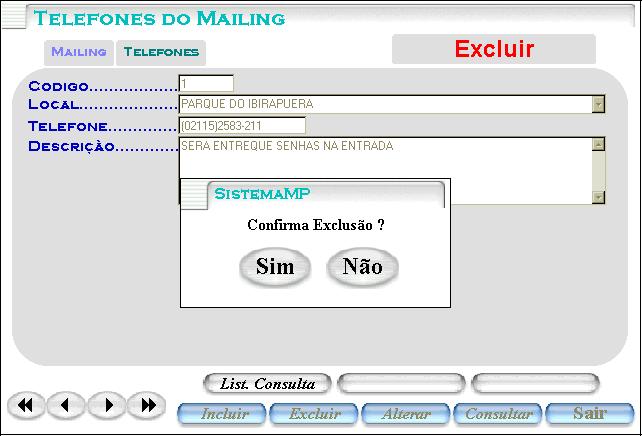 Telefones do Mailing
Mailing Telefones Excluir
Codigo................ 1
Local.................. PARQUE DO IBIRAPUERA
Telefone.............. (02115)2583-211
Descrição............. SERA ENTREQUE SENHAS NA ENTRADA
SistemaMP
Confirma Exclusão ?
Sim Não
List. Consulta
Incluir Excluir Alterar Consultar Sair